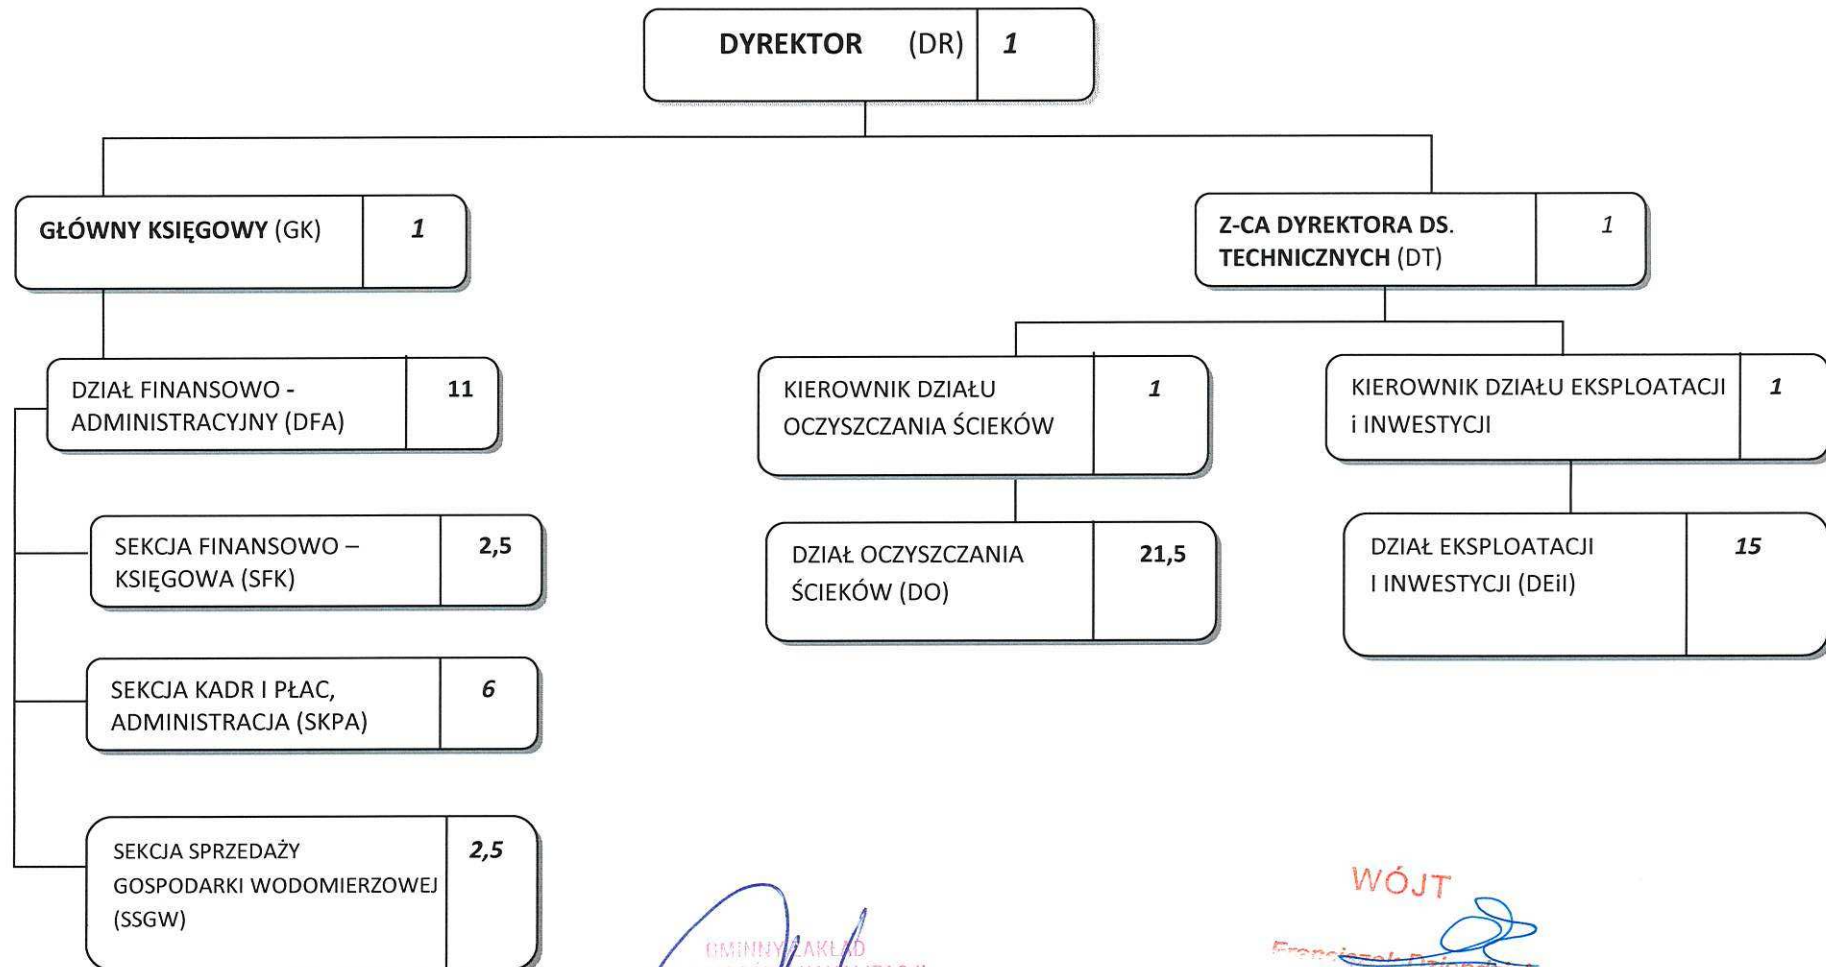 DYREKTOR (DR) 1
GŁÓWNY KSIĘGOWY (GK) 1
Z-CA DYREKTORA DS. 1
TECHNICZNYCH (DT)
DZIAŁ FINANSOWO - 11
ADMINISTRACYJNY (DFA)
KIEROWNIK DZIAŁU 1
OCZYSZCZANIA ŚCIEKÓW
KIEROWNIK DZIAŁU EKSPLOATACJI 1
i INWESTYCJI
SEKCJA FINANSOWO – 2,5
KSIĘGOWA (SFK)
DZIAŁ OCZYSZCZANIA 21,5
ŚCIEKÓW (DO)
DZIAŁ EKSPLOATACJI 15
I INWESTYCJI (DEiI)
SEKCJA KADR I PŁAC, 6
ADMINISTRACJA (SKPA)
SEKCJA SPRZEDAŻY 2,5
GOSPODARKI WODOMIERZOWEJ
(SSGW)
GMINNY ZAKŁAD
WÓJT
Franciszek